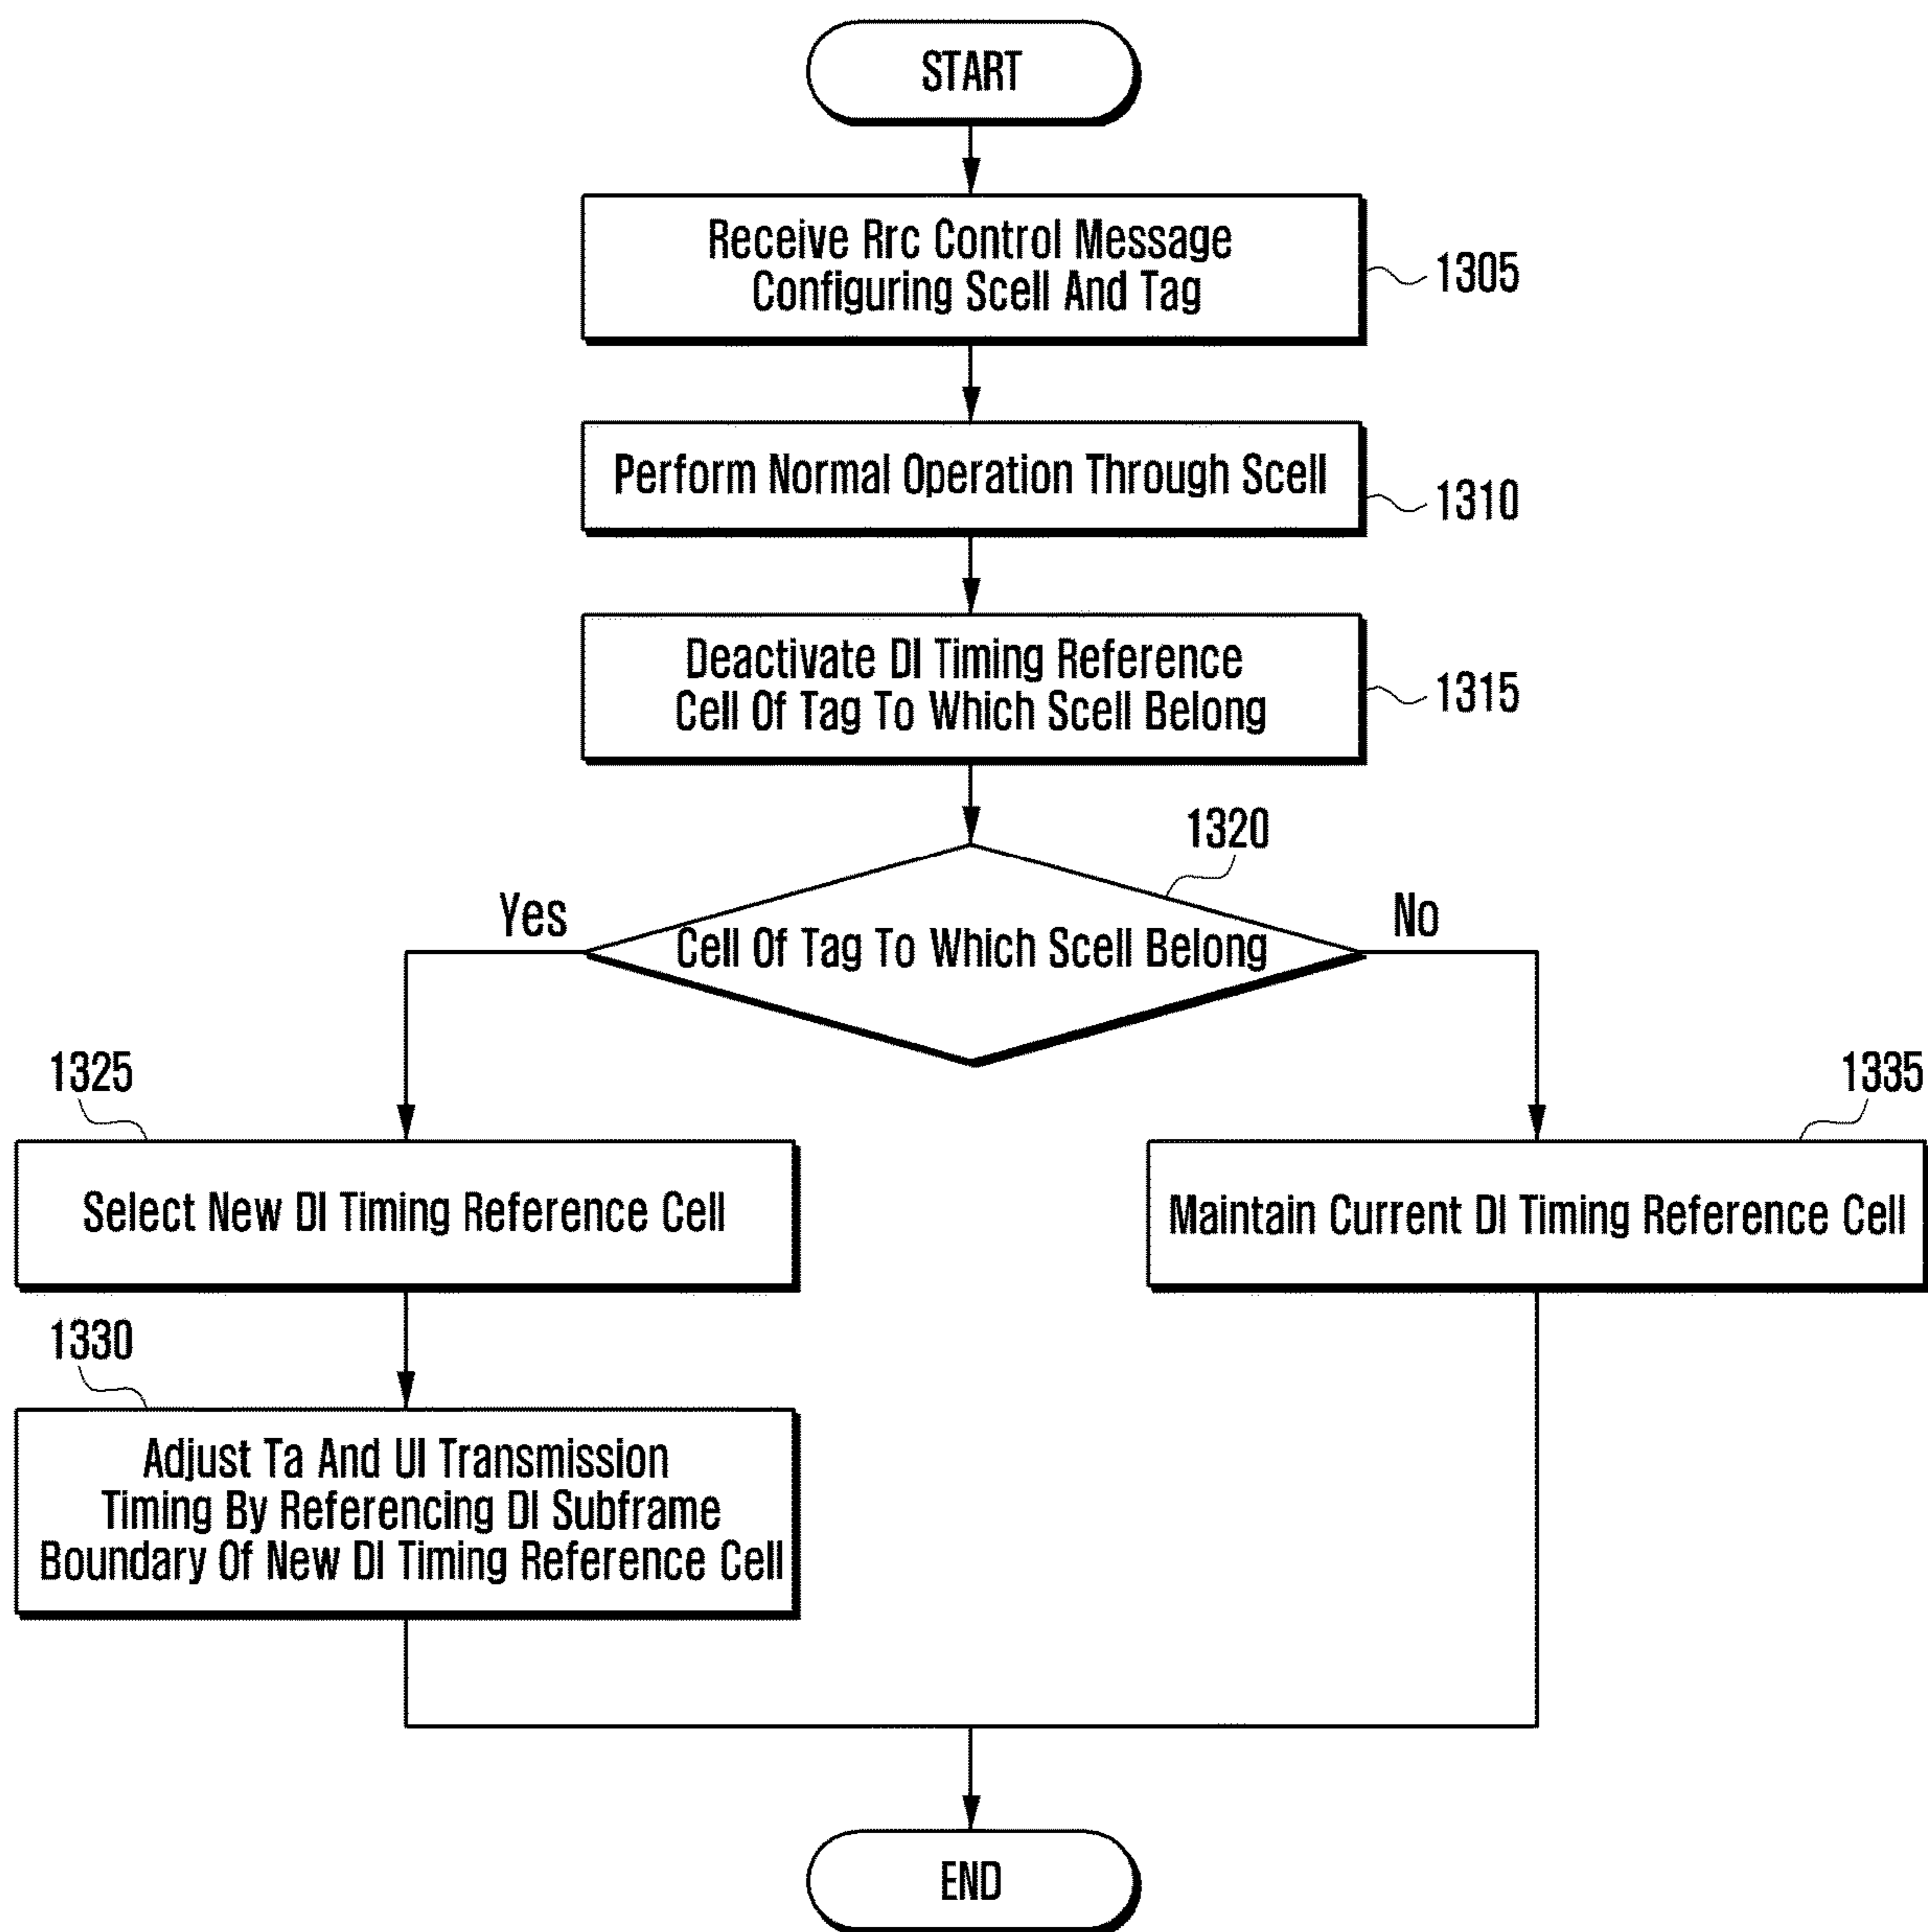 START
Receive Rrc Control Message
Configuring Scell And Tag
1305
Perform Normal Operation Through Scell
1310
Deactivate Dl Timing Reference
Cell Of Tag To Which Scell Belong
1315
1320
Yes
Cell Of Tag To Which Scell Belong
No
1325
1335
Select New Dl Timing Reference Cell
Maintain Current Dl Timing Reference Cell
1330
Adjust Ta And Ul Transmission
Timing By Referencing Dl Subframe
Boundary Of New Dl Timing Reference Cell
END